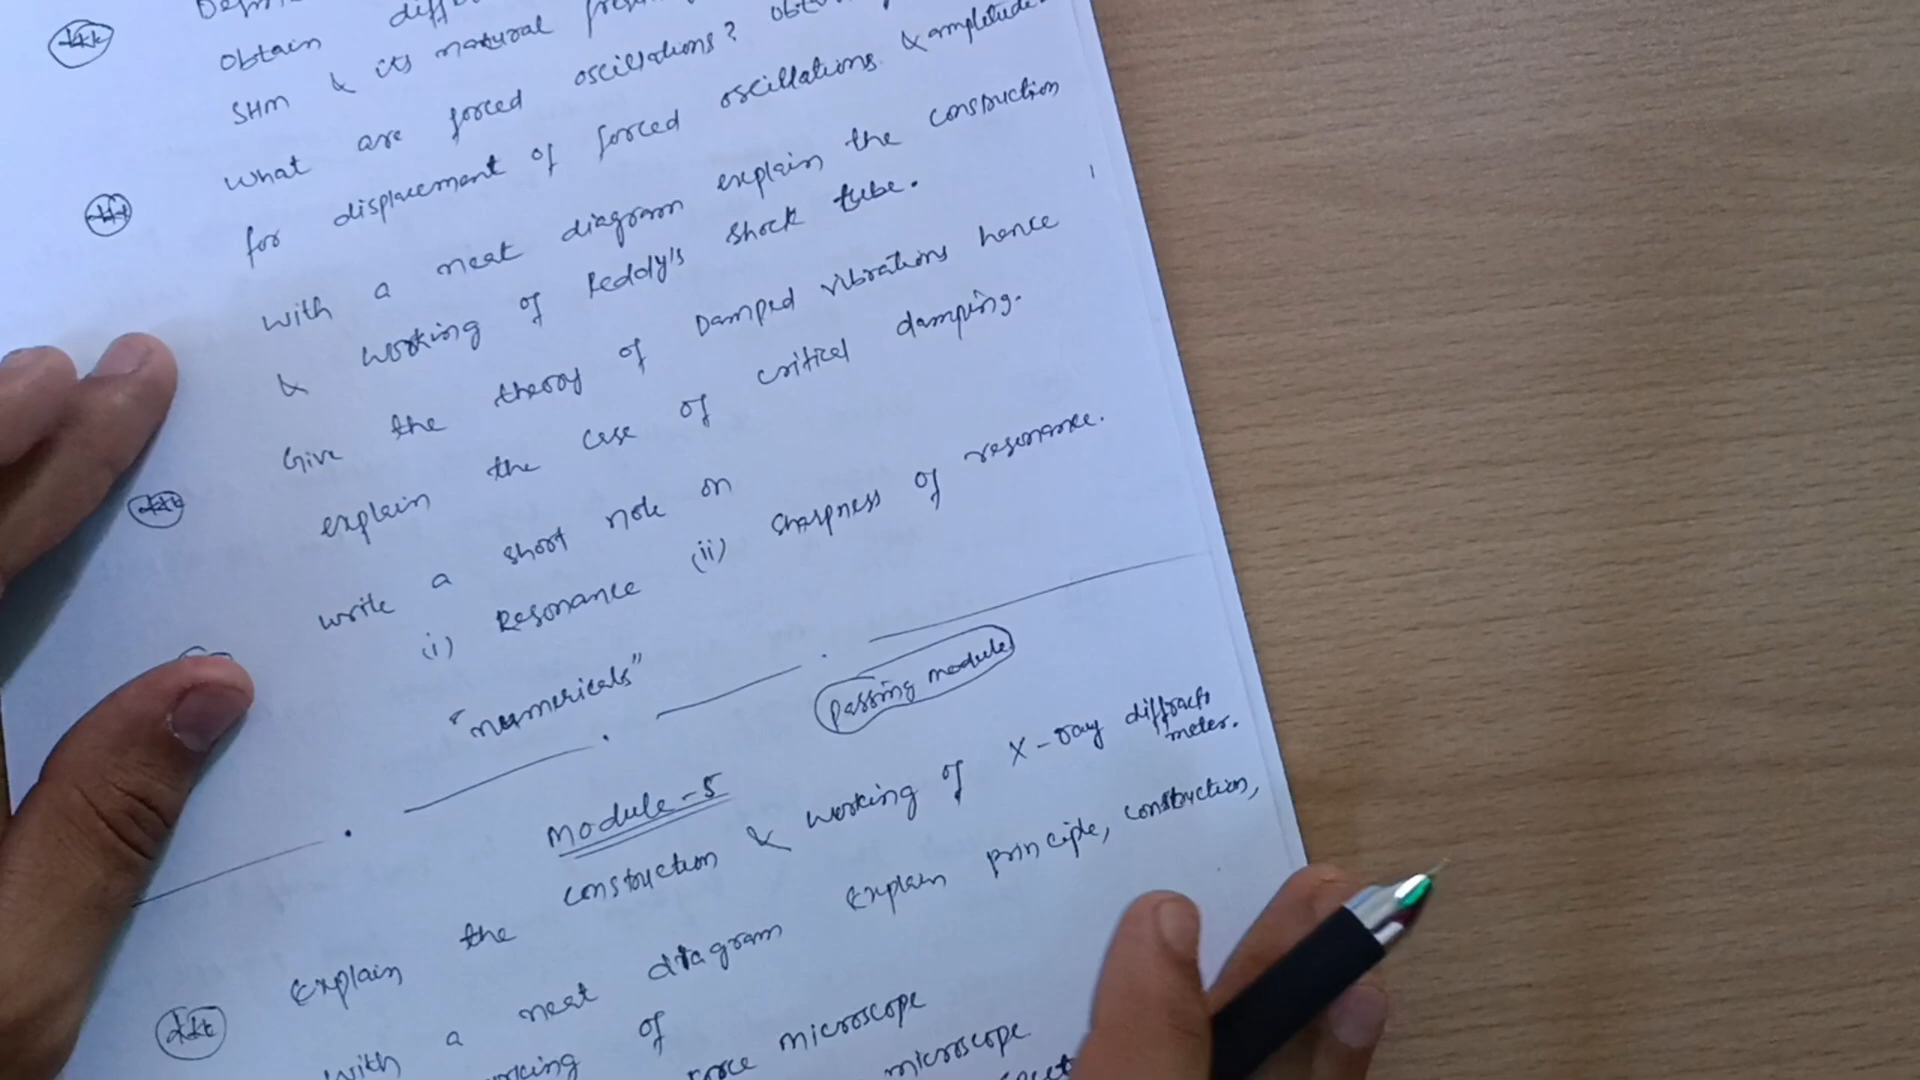 obtain
SHM & its natural
what are forced oscillations?
for displacement of forced oscillations & amplitude
with a neat diagram explain the construction
& working of Reddy's shock tube.
Give the theory of Damped vibrations hence
explain the case of critical damping.
write a short note on
(i) Resonance (ii) sharpness of resonance.
"numericals"
passing module
Module-5
Explain the construction & working of X-ray diffracto
meter.
with a neat diagram explain principle, construction,
of
microscope
microscope